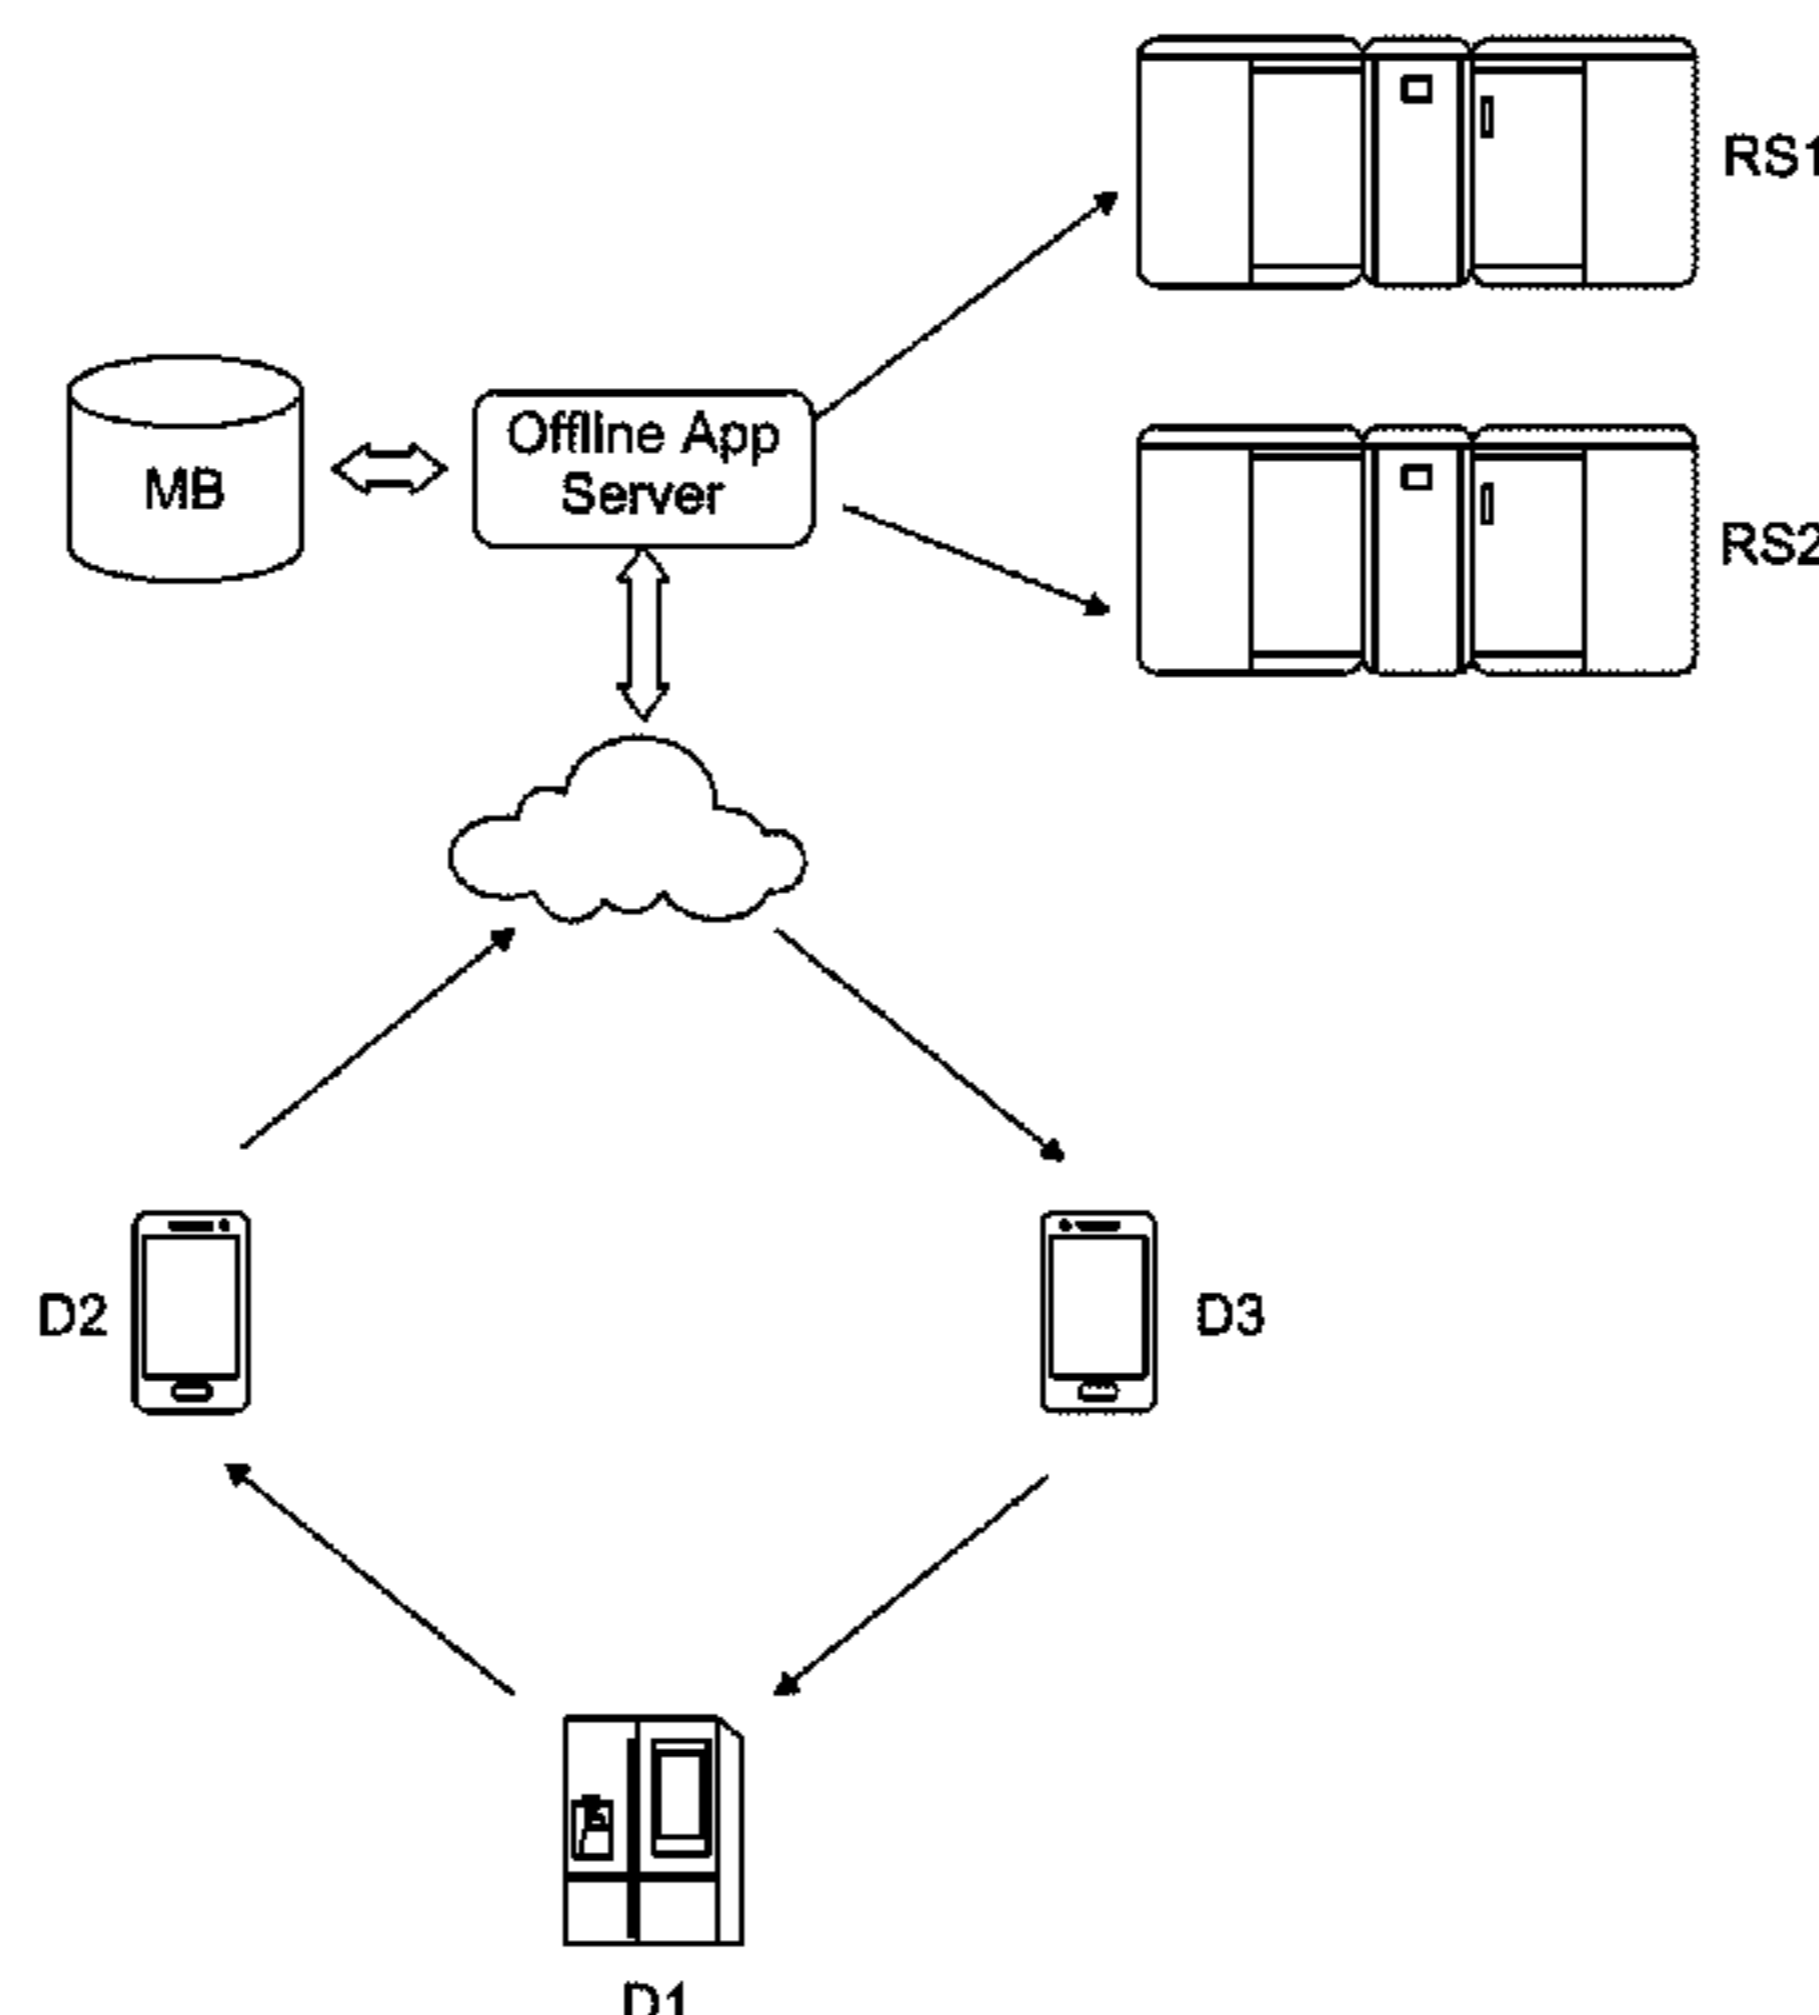 RS1
Offline App
Server
MB
RS2
D2
D3
D1